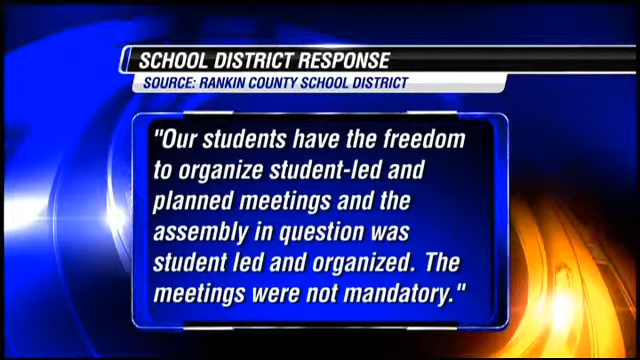 SCHOOL DISTRICT RESPONSE
SOURCE: RANKIN COUNTY SCHOOL DISTRICT
"Our students have the freedom
to organize student-led and
planned meetings and the
assembly in question was
student led and organized. The
meetings were not mandatory."